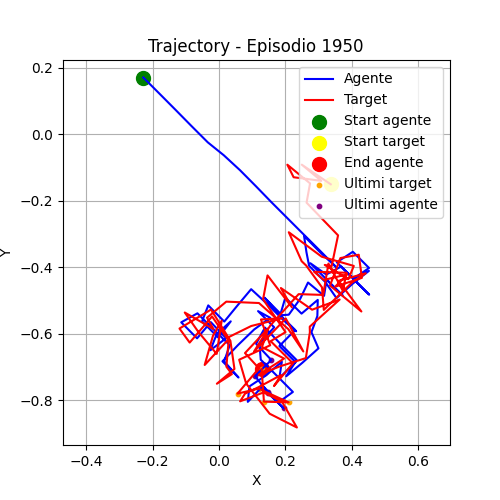 Trajectory - Episodio 1950
Agente
Target
Start agente
Start target
End agente
Ultimi target
Ultimi agente
0.2
0.0
−0.2
−0.4
−0.6
−0.8
Y
−0.4
−0.2
0.0
0.2
0.4
0.6
X